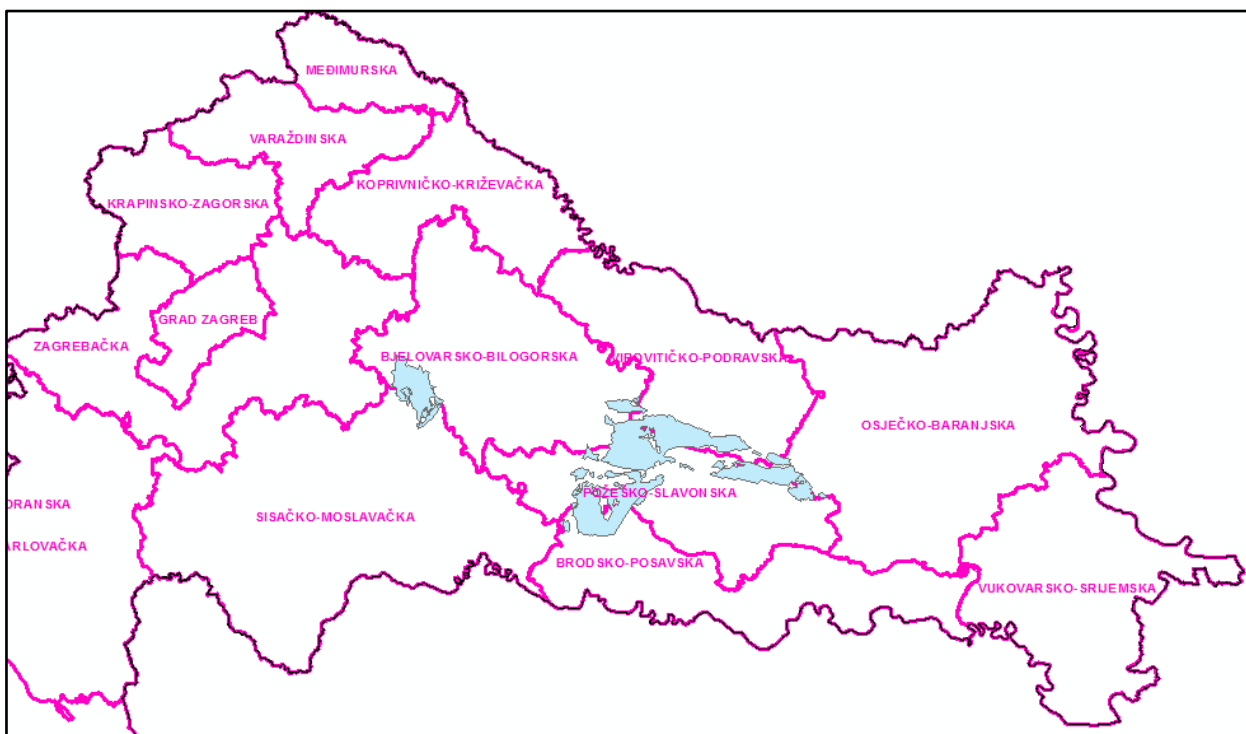 MEĐIMURSKA
VARAŽDINSKA
KOPRIVNIČKO-KRIŽEVAČKA
KRAPINSKO-ZAGORSKA
GRAD ZAGREB
ZAGREBAČKA
BJELOVARSKO-BILOGORSKA
VIROVITIČKO-PODRAVSKA
OSJEČKO-BARANJSKA
POŽEŠKO-SLAVONSKA
ORANSKA
SISAČKO-MOSLAVAČKA
ARLOVAČKA
BRODSKO-POSAVSKA
VUKOVARSKO-SRIJEMSKA